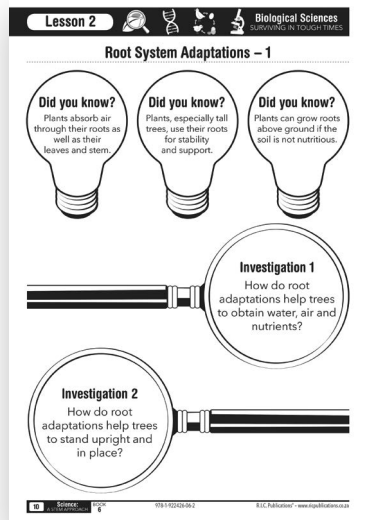 Lesson 2
Biological Sciences
SURVIVING IN TOUGH TIMES
Root System Adaptations – 1
Did you know?
Plants absorb air
through their roots as
well as their
leaves and stem.
Did you know?
Plants, especially tall
trees, use their roots
for stability
and support.
Did you know?
Plants can grow roots
above ground if the
soil is not nutritious.
Investigation 1
How do root
adaptations help trees
to obtain water, air and
nutrients?
Investigation 2
How do root
adaptations help trees
to stand upright and
in place?
10
Science:
A STEM APPROACH
BOOK
6
978-1-922426-06-2
R.I.C. Publications® – www.ricpublications.com.au